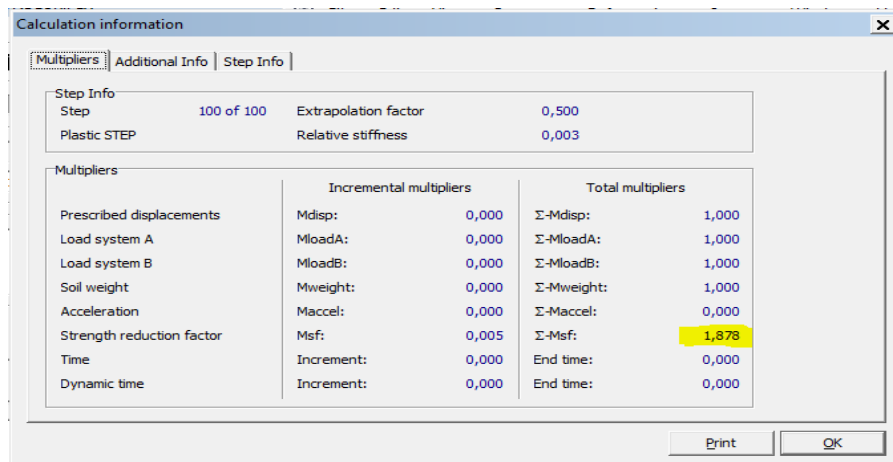 Calculation information
Multipliers Additional Info Step Info
Step Info
Step 100 of 100 Extrapolation factor 0,500
Plastic STEP Relative stiffness 0,003
Multipliers
Incremental multipliers Total multipliers
Prescribed displacements Mdisp: 0,000 Σ-Mdisp: 1,000
Load system A MloadA: 0,000 Σ-MloadA: 1,000
Load system B MloadB: 0,000 Σ-MloadB: 1,000
Soil weight Mweight: 0,000 Σ-Mweight: 1,000
Acceleration Maccel: 0,000 Σ-Maccel: 0,000
Strength reduction factor Msf: 0,005 Σ-Msf: 1,878
Time Increment: 0,000 End time: 0,000
Dynamic time Increment: 0,000 End time: 0,000
Print OK